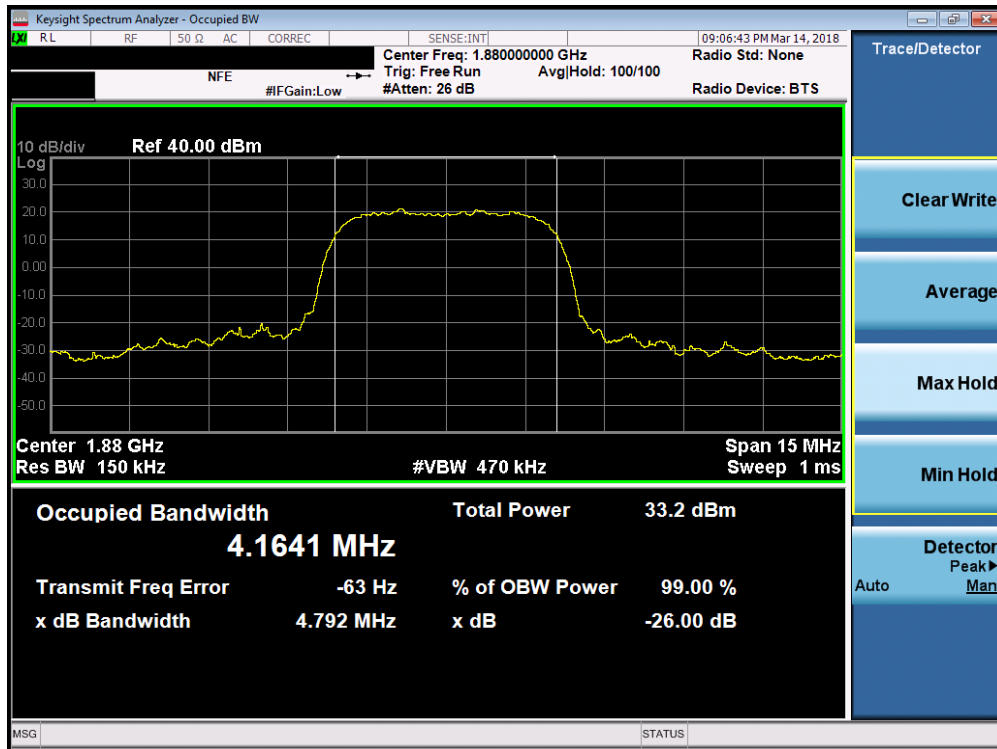 Keysight Spectrum Analyzer - Occupied BW
LXI RL RF 50 Ω AC CORREC SENSE:INT 09:06:43 PM Mar 14, 2018
Center Freq: 1.880000000 GHz Radio Std: None
NFE Trig: Free Run Avg|Hold: 100/100
#IFGain:Low #Atten: 26 dB Radio Device: BTS
10 dB/div Ref 40.00 dBm
Log
30.0
20.0
10.0
0.00
-10.0
-20.0
-30.0
-40.0
-50.0
Center 1.88 GHz Span 15 MHz
Res BW 150 kHz #VBW 470 kHz Sweep 1 ms
Occupied Bandwidth Total Power 33.2 dBm
4.1641 MHz
Transmit Freq Error -63 Hz % of OBW Power 99.00 %
x dB Bandwidth 4.792 MHz x dB -26.00 dB
Trace/Detector
Clear Write
Average
Max Hold
Min Hold
Detector
Peak▶
Auto Man
MSG STATUS